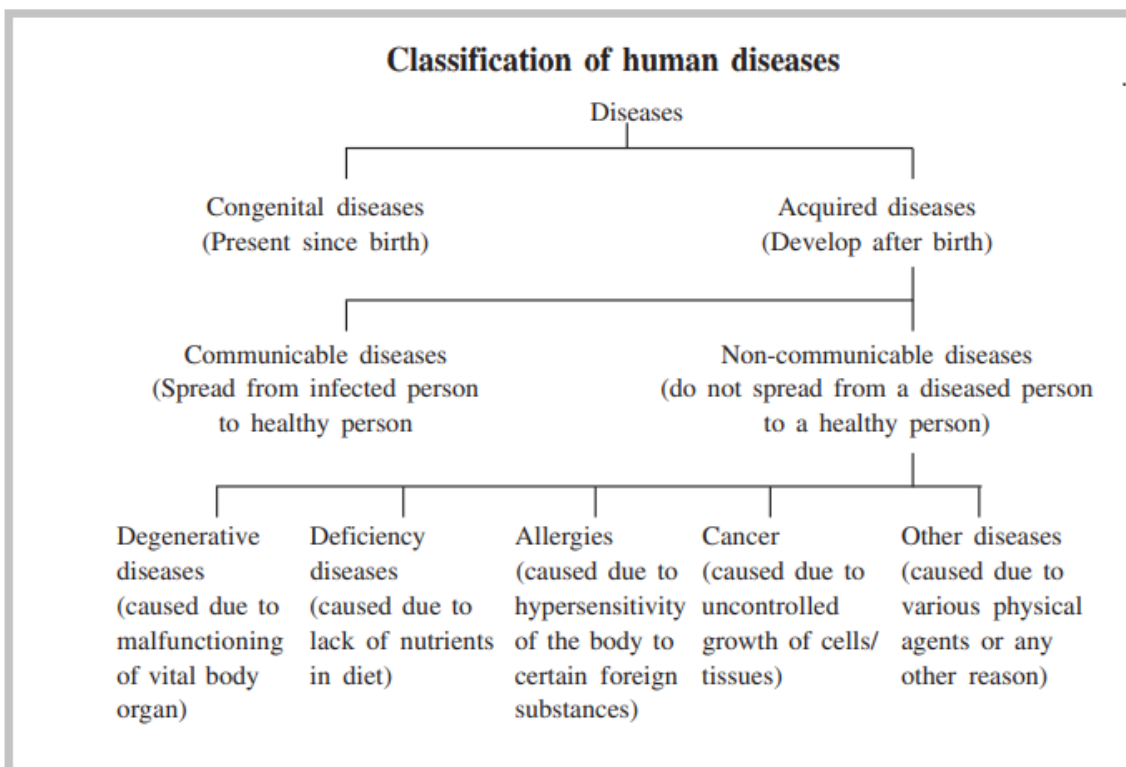 Classification of human diseases
Diseases
Congenital diseases
(Present since birth)
Acquired diseases
(Develop after birth)
Communicable diseases
(Spread from infected person
to healthy person
Non-communicable diseases
(do not spread from a diseased person
to a healthy person)
Degenerative
diseases
(caused due to
malfunctioning
of vital body
organ)
Deficiency
diseases
(caused due to
lack of nutrients
in diet)
Allergies
(caused due to
hypersensitivity
of the body to
certain foreign
substances)
Cancer
(caused due to
uncontrolled
growth of cells/
tissues)
Other diseases
(caused due to
various physical
agents or any
other reason)